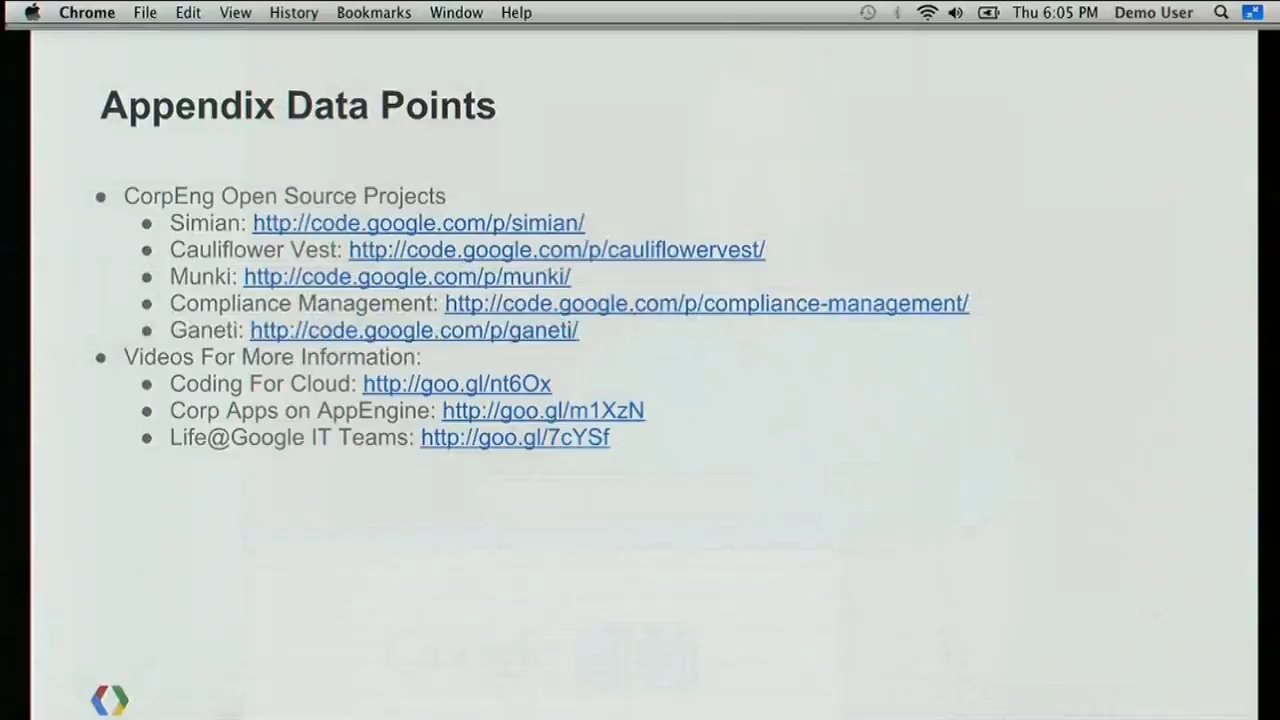 Chrome File Edit View History Bookmarks Window Help Thu 6:05 PM Demo User
Appendix Data Points
● CorpEng Open Source Projects
● Simian: http://code.google.com/p/simian/
● Cauliflower Vest: http://code.google.com/p/cauliflowervest/
● Munki: http://code.google.com/p/munki/
● Compliance Management: http://code.google.com/p/compliance-management/
● Ganeti: http://code.google.com/p/ganeti/
● Videos For More Information:
● Coding For Cloud: http://goo.gl/nt6Ox
● Corp Apps on AppEngine: http://goo.gl/m1XzN
● Life@Google IT Teams: http://goo.gl/7cYSf